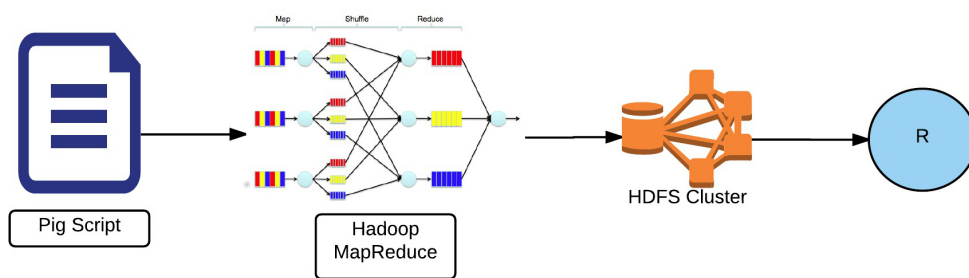 Map
Shuffle
Reduce
Pig Script
Hadoop
MapReduce
HDFS Cluster
R